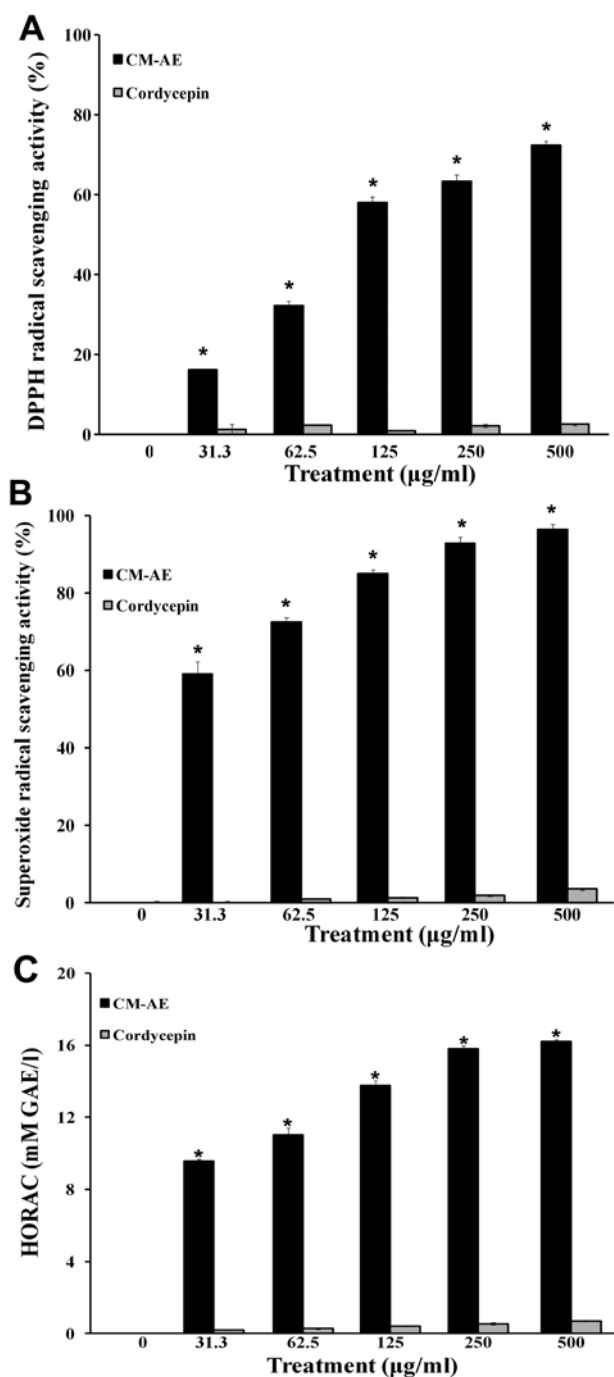 A
DPPH radical scavenging activity (%)
100
80
60
40
20
0
CM-AE
Cordycepin
*
*
*
*
*
0 31.3 62.5 125 250 500
Treatment (µg/ml)
B
Superoxide radical scavenging activity (%)
100
80
60
40
20
0
CM-AE
Cordycepin
*
*
*
*
*
0 31.3 62.5 125 250 500
Treatment (µg/ml)
C
HORAC (mM GAE/l)
20
16
12
8
4
0
CM-AE
Cordycepin
*
*
*
*
*
0 31.3 62.5 125 250 500
Treatment (µg/ml)